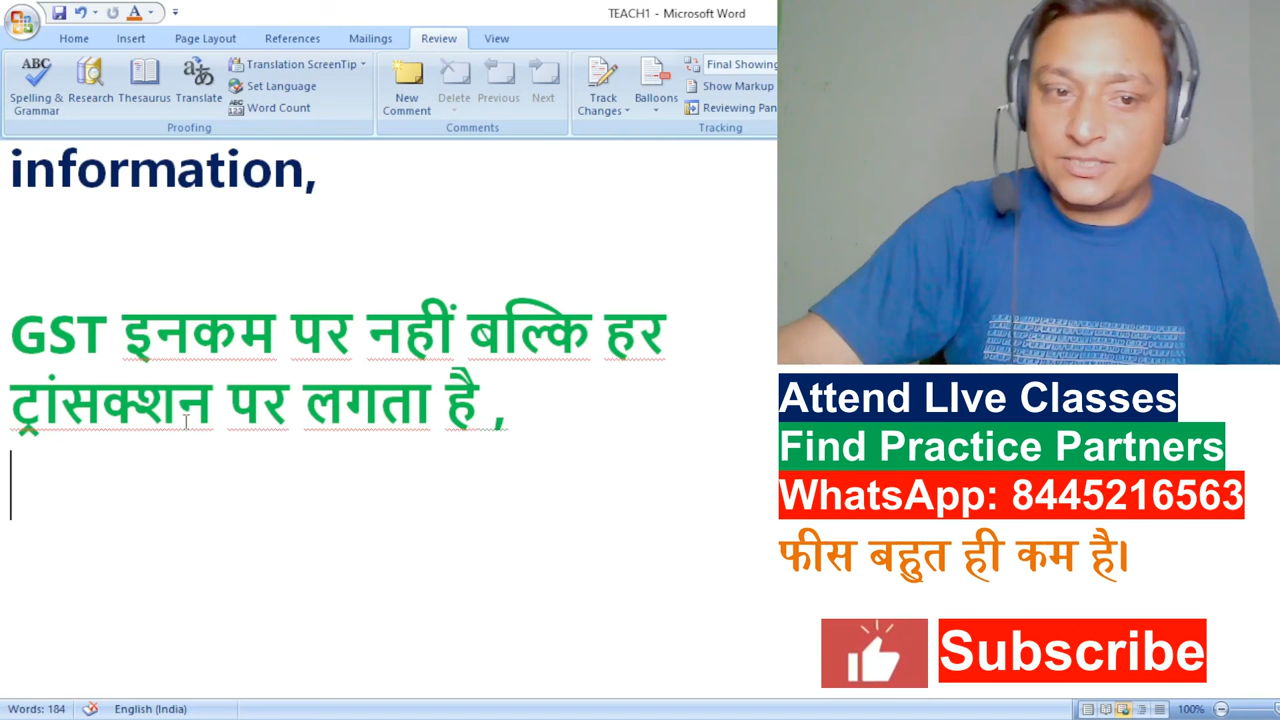 TEACH1 - Microsoft Word
Home Insert Page Layout References Mailings Review View
ABC
Spelling & Grammar
Research
Thesaurus
Translate
Translation ScreenTip
Set Language
Word Count
Proofing
New Comment
Delete
Previous
Next
Comments
Track Changes
Balloons
Final Showing
Show Markup
Reviewing Pan
Tracking
information,
GST इनकम पर नहीं बल्कि हर
ट्रांसक्शन पर लगता है ,
Attend LIve Classes
Find Practice Partners
WhatsApp: 8445216563
फीस बहुत ही कम है।
Subscribe
Words: 184 English (India) 100%